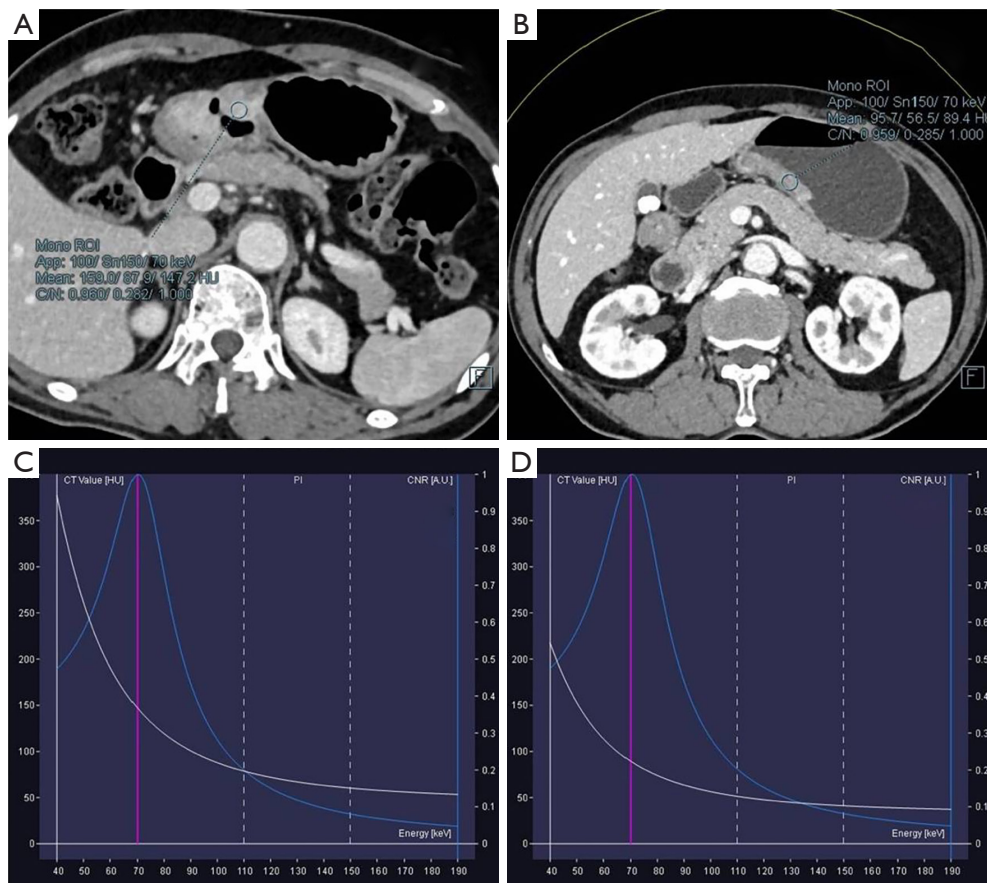 A
Mono ROI
App: 100/ Sn150/ 70 keV
Mean: 159.0/ 87.9/ 147.2 HU
C/N: 0.960/ 0.282/ 1.000
F
B
Mono ROI
App: 100/ Sn150/ 70 keV
Mean: 95.7/ 56.5/ 89.4 HU
C/N: 0.959/ 0.285/ 1.000
F
C
CT Value [HU] PI CNR [A.U.]
350
300
250
200
150
100
50
0
1
0.9
0.8
0.7
0.6
0.5
0.4
0.3
0.2
0.1
0
Energy [keV]
40 50 60 70 80 90 100 110 120 130 140 150 160 170 180 190
D
CT Value [HU] PI CNR [A.U.]
350
300
250
200
150
100
50
0
1
0.9
0.8
0.7
0.6
0.5
0.4
0.3
0.2
0.1
0
Energy [keV]
40 50 60 70 80 90 100 110 120 130 140 150 160 170 180 190